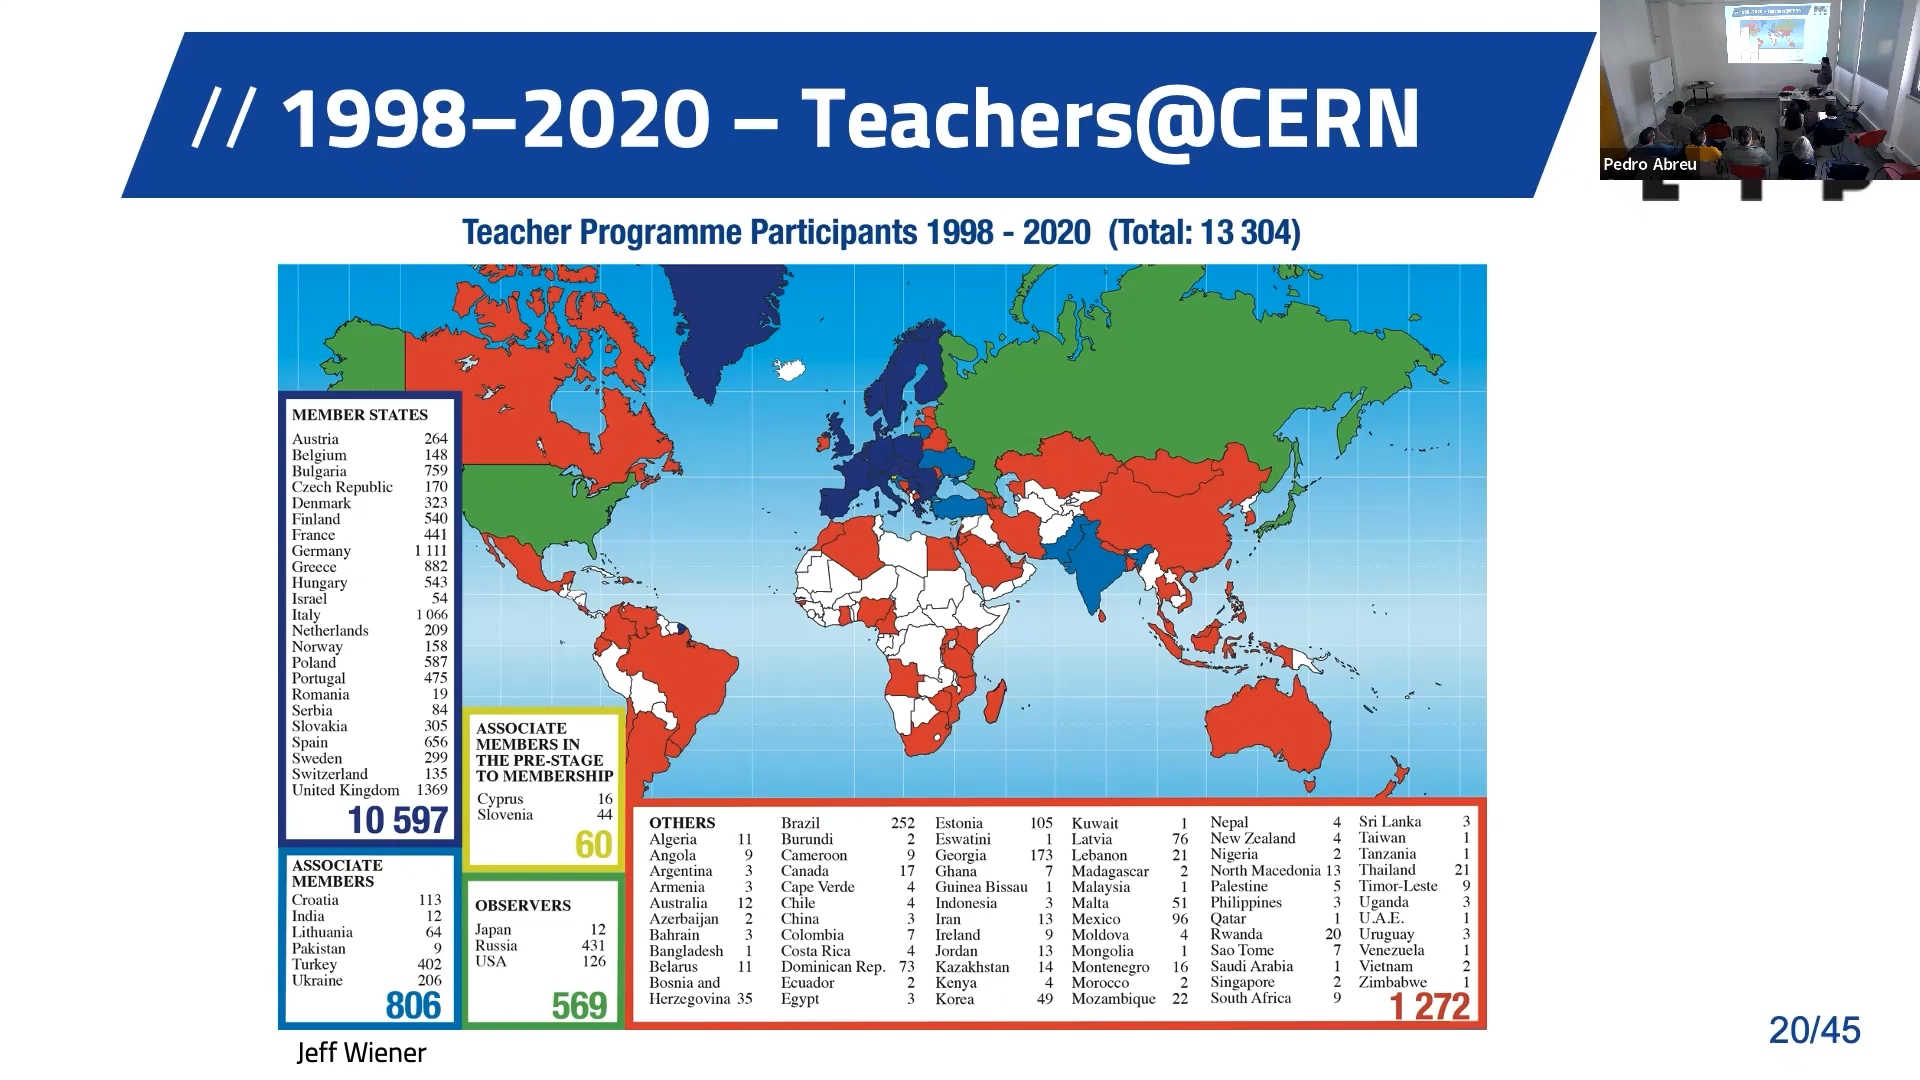 // 1998–2020 – Teachers@CERN
Pedro Abreu
Teacher Programme Participants 1998 - 2020 (Total: 13 304)
MEMBER STATES
Austria 264
Belgium 148
Bulgaria 759
Czech Republic 170
Denmark 323
Finland 540
France 441
Germany 1 111
Greece 882
Hungary 543
Israel 54
Italy 1 066
Netherlands 209
Norway 158
Poland 587
Portugal 475
Romania 19
Serbia 84
Slovakia 305
Spain 656
Sweden 299
Switzerland 135
United Kingdom 1369
10 597
ASSOCIATE
MEMBERS
Croatia 113
India 12
Lithuania 64
Pakistan 9
Turkey 402
Ukraine 206
806
ASSOCIATE
MEMBERS IN
THE PRE-STAGE
TO MEMBERSHIP
Cyprus 16
Slovenia 44
60
OBSERVERS
Japan 12
Russia 431
USA 126
569
OTHERS
Algeria 11
Angola 9
Argentina 3
Armenia 3
Australia 12
Azerbaijan 2
Bahrain 3
Bangladesh 1
Belarus 11
Bosnia and
Herzegovina 35
Brazil 252
Burundi 2
Cameroon 9
Canada 17
Cape Verde 4
Chile 4
China 3
Colombia 7
Costa Rica 4
Dominican Rep. 73
Ecuador 2
Egypt 3
Estonia 105
Eswatini 1
Georgia 173
Ghana 7
Guinea Bissau 1
Indonesia 3
Iran 13
Ireland 9
Jordan 13
Kazakhstan 14
Kenya 4
Korea 49
Kuwait 1
Latvia 76
Lebanon 21
Madagascar 2
Malaysia 1
Malta 51
Mexico 96
Moldova 4
Mongolia 1
Montenegro 16
Morocco 2
Mozambique 22
Nepal 4
New Zealand 4
Nigeria 2
North Macedonia 13
Palestine 5
Philippines 3
Qatar 1
Rwanda 20
Sao Tome 7
Saudi Arabia 1
Singapore 2
South Africa 9
Sri Lanka 3
Taiwan 1
Tanzania 1
Thailand 21
Timor-Leste 9
Uganda 3
U.A.E. 1
Uruguay 3
Venezuela 1
Vietnam 2
Zimbabwe 1
1 272
Jeff Wiener
20/45